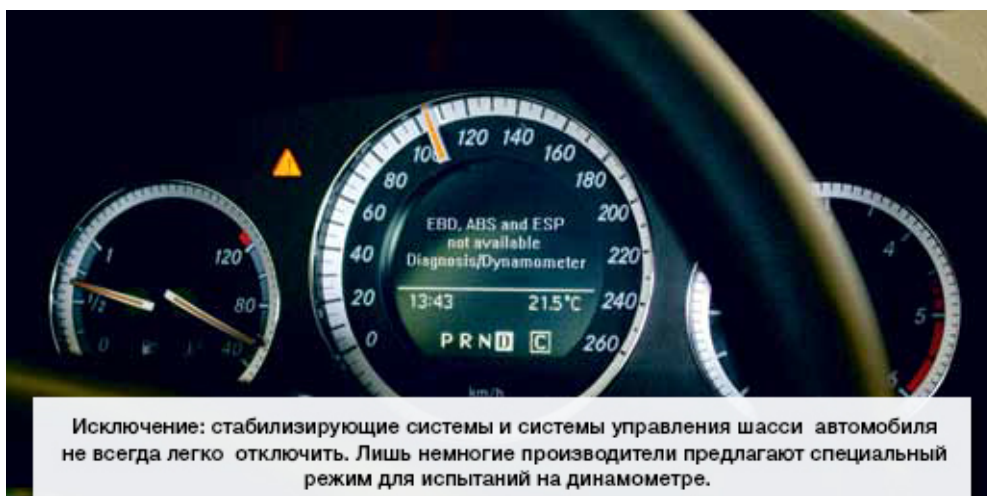 120 140
100 160
80 180
60 200
40 220
20 240
0 260
EBD, ABS and ESP
not available
Diagnosis/Dynamometer
13:43 21.5°C
P R N D C
km/h
1
1/2
0
120
80
40
4
5
6
Исключение: стабилизирующие системы и системы управления шасси автомобиля
не всегда легко отключить. Лишь немногие производители предлагают специальный
режим для испытаний на динамометре.